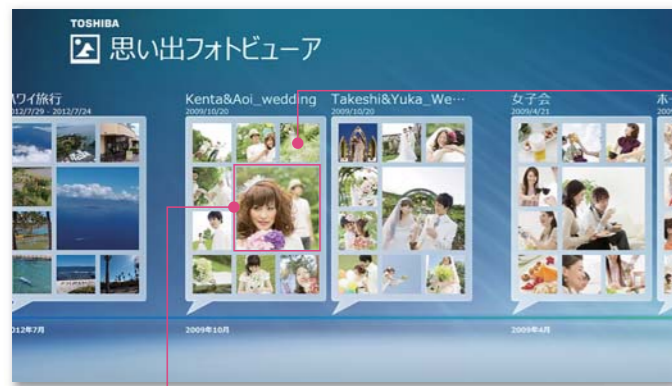 TOSHIBA
思い出フォトビューア
ハワイ旅行
2012/7/29 - 2012/7/24
Kenta&Aoi_wedding
2009/10/20
Takeshi&Yuka_We…
2009/10/20
女子会
2009/4/21
ホ
2012年7月
2009年10月
2009年4月